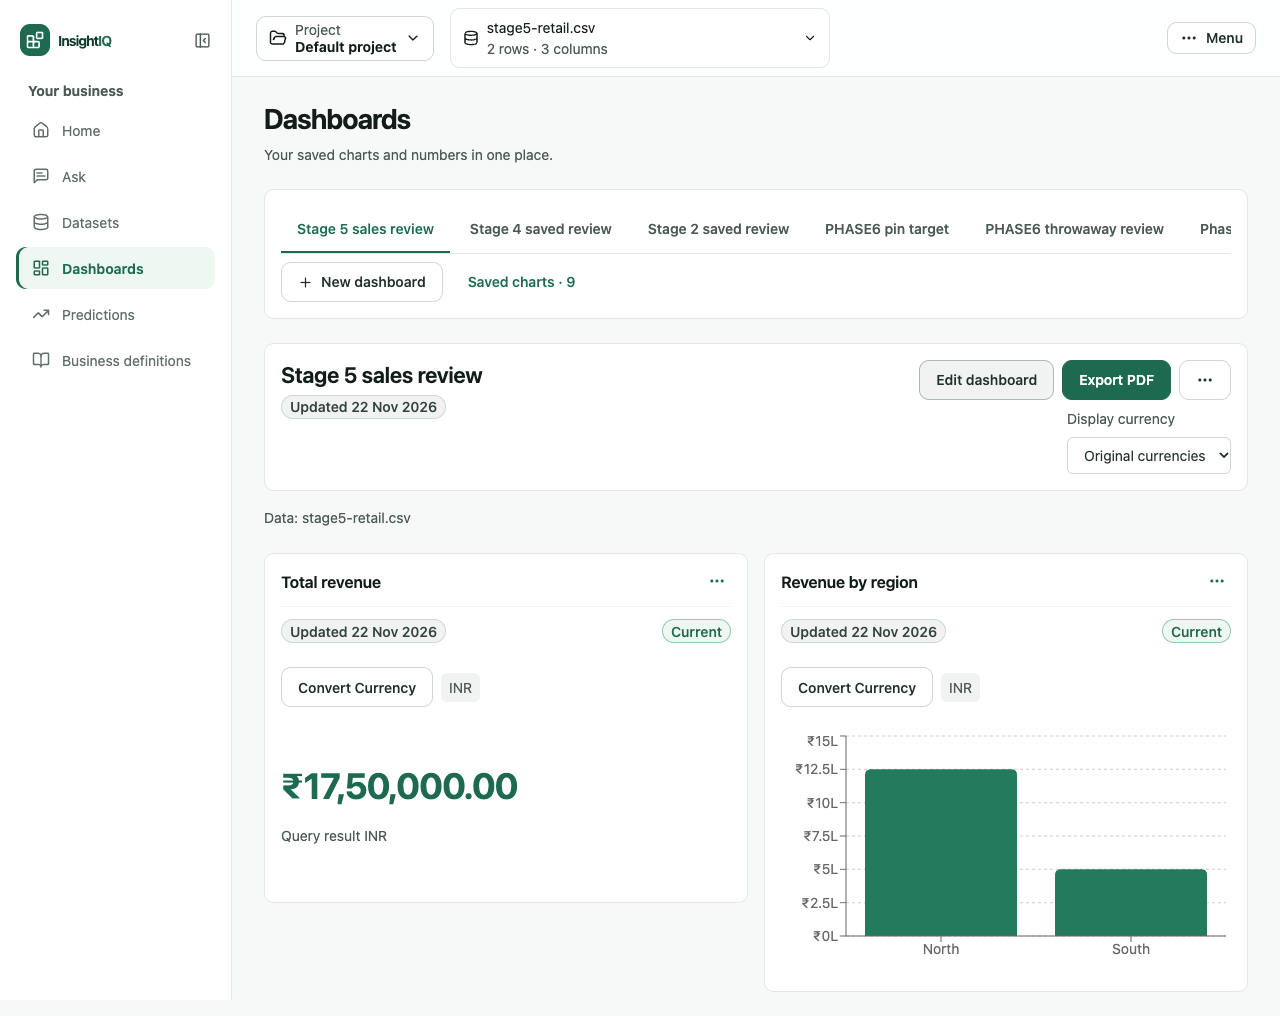 InsightIQ
Your business
Home
Ask
Datasets
Dashboards
Predictions
Business definitions
Project
Default project
stage5-retail.csv
2 rows · 3 columns
Menu
Dashboards
Your saved charts and numbers in one place.
Stage 5 sales review
Stage 4 saved review
Stage 2 saved review
PHASE6 pin target
PHASE6 throwaway review
Phas
New dashboard
Saved charts · 9
Stage 5 sales review
Updated 22 Nov 2026
Edit dashboard
Export PDF
Display currency
Original currencies
Data: stage5-retail.csv
Total revenue
Updated 22 Nov 2026
Current
Convert Currency
INR
₹17,50,000.00
Query result INR
Revenue by region
Updated 22 Nov 2026
Current
Convert Currency
INR
₹15L
₹12.5L
₹10L
₹7.5L
₹5L
₹2.5L
₹0L
North
South